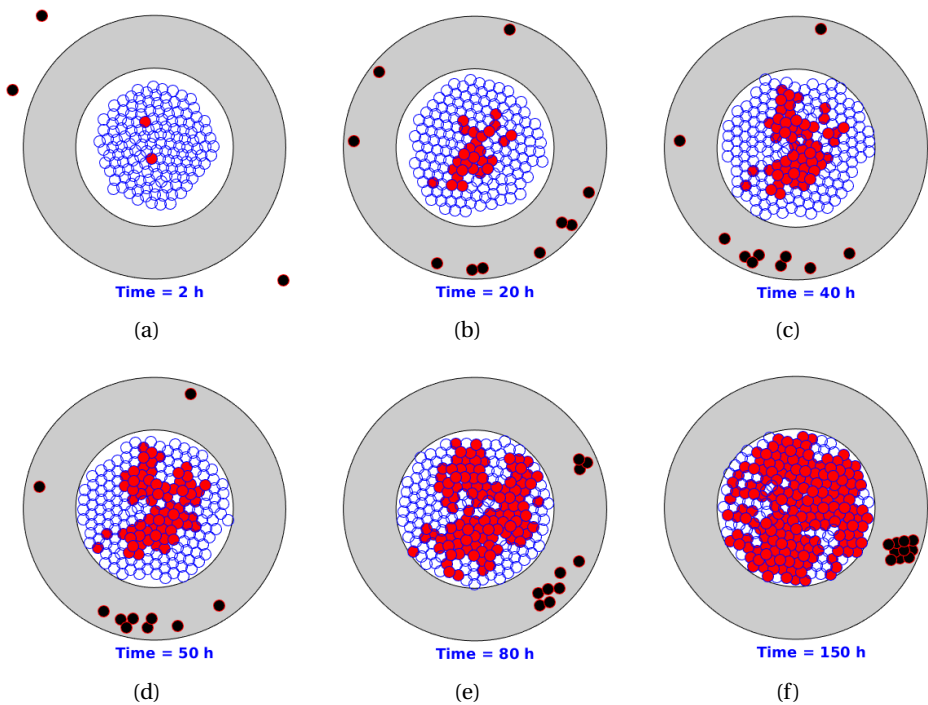 Time = 2 h
Time = 20 h
Time = 40 h
(a)
(b)
(c)
Time = 50 h
Time = 80 h
Time = 150 h
(d)
(e)
(f)